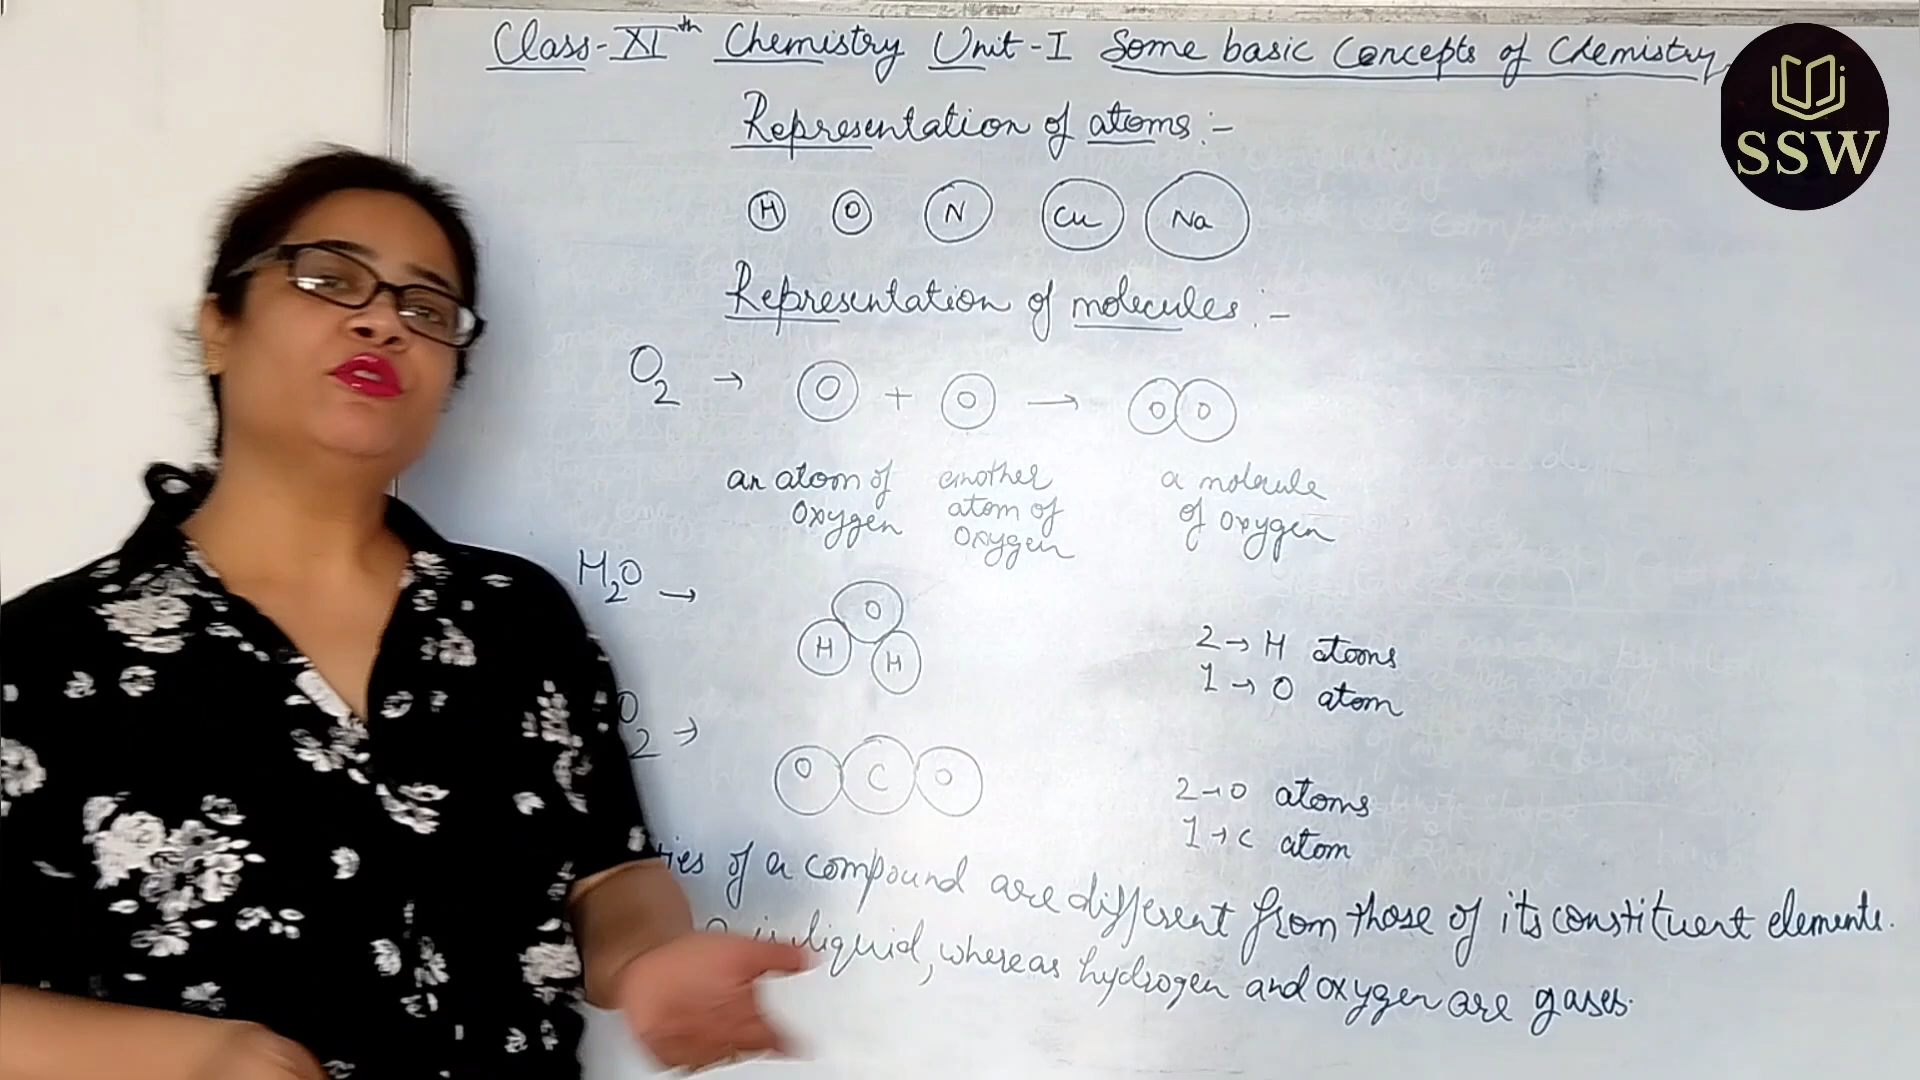 Class-XIth Chemistry Unit-I Some basic Concepts of Chemistry
SSW
Representation of atoms:-
H O N Cu Na
Representation of molecules:-
O2 → O + O → O O
an atom of oxygen another atom of oxygen a molecule of oxygen
H2O → O H H
2 → H atoms
1 → O atom
O2 → O C O
2 → O atoms
1 → C atom
ties of a compound are different from those of its constituent elements.
is liquid, whereas hydrogen and oxygen are gases.